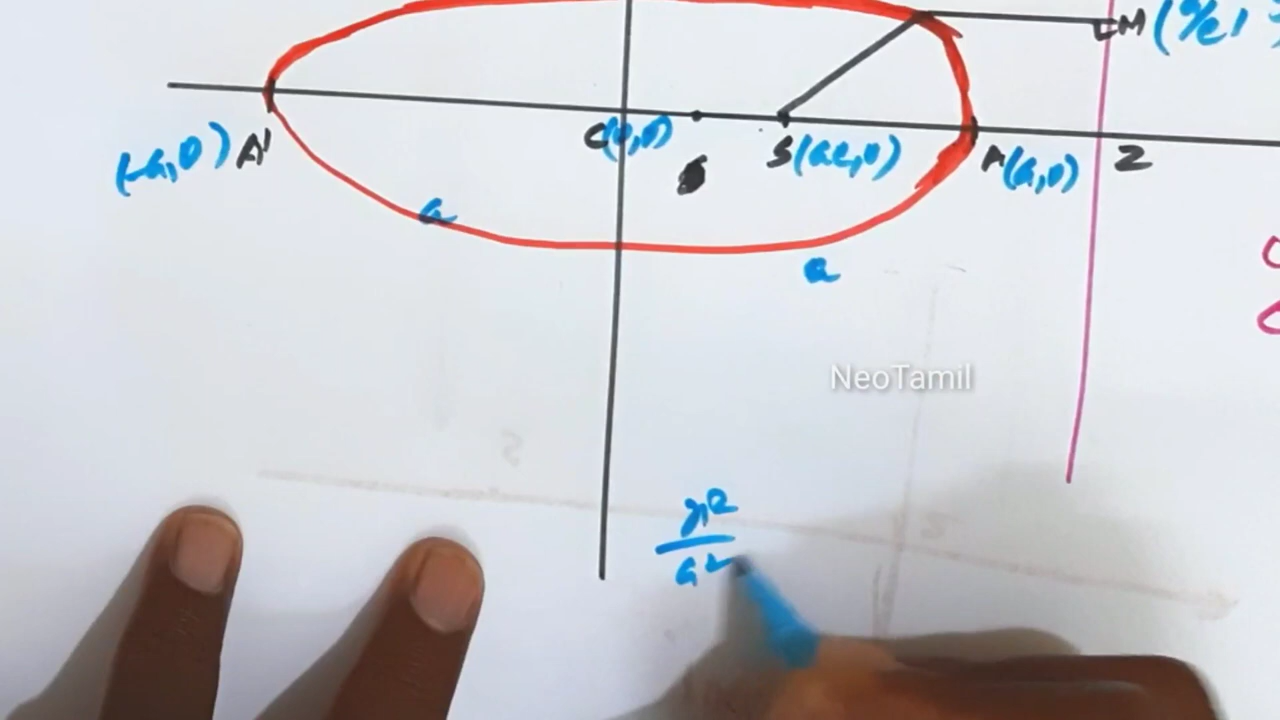 M (a/e,
(-a,0) A' C(0,0) S(ae,0) A(a,0) Z
a
a
NeoTamil
x²
a²